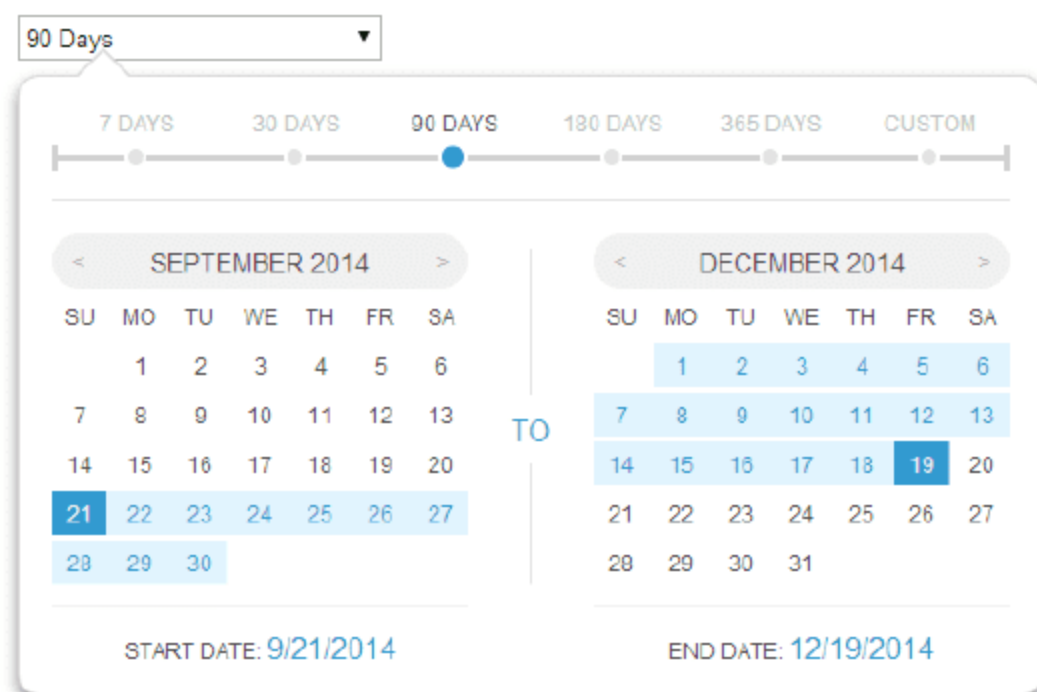 90 Days ▼
7 DAYS 30 DAYS 90 DAYS 180 DAYS 365 DAYS CUSTOM
< SEPTEMBER 2014 >
SU MO TU WE TH FR SA
1 2 3 4 5 6
7 8 9 10 11 12 13
14 15 16 17 18 19 20
21 22 23 24 25 26 27
28 29 30
TO
< DECEMBER 2014 >
SU MO TU WE TH FR SA
1 2 3 4 5 6
7 8 9 10 11 12 13
14 15 16 17 18 19 20
21 22 23 24 25 26 27
28 29 30 31
START DATE: 9/21/2014
END DATE: 12/19/2014